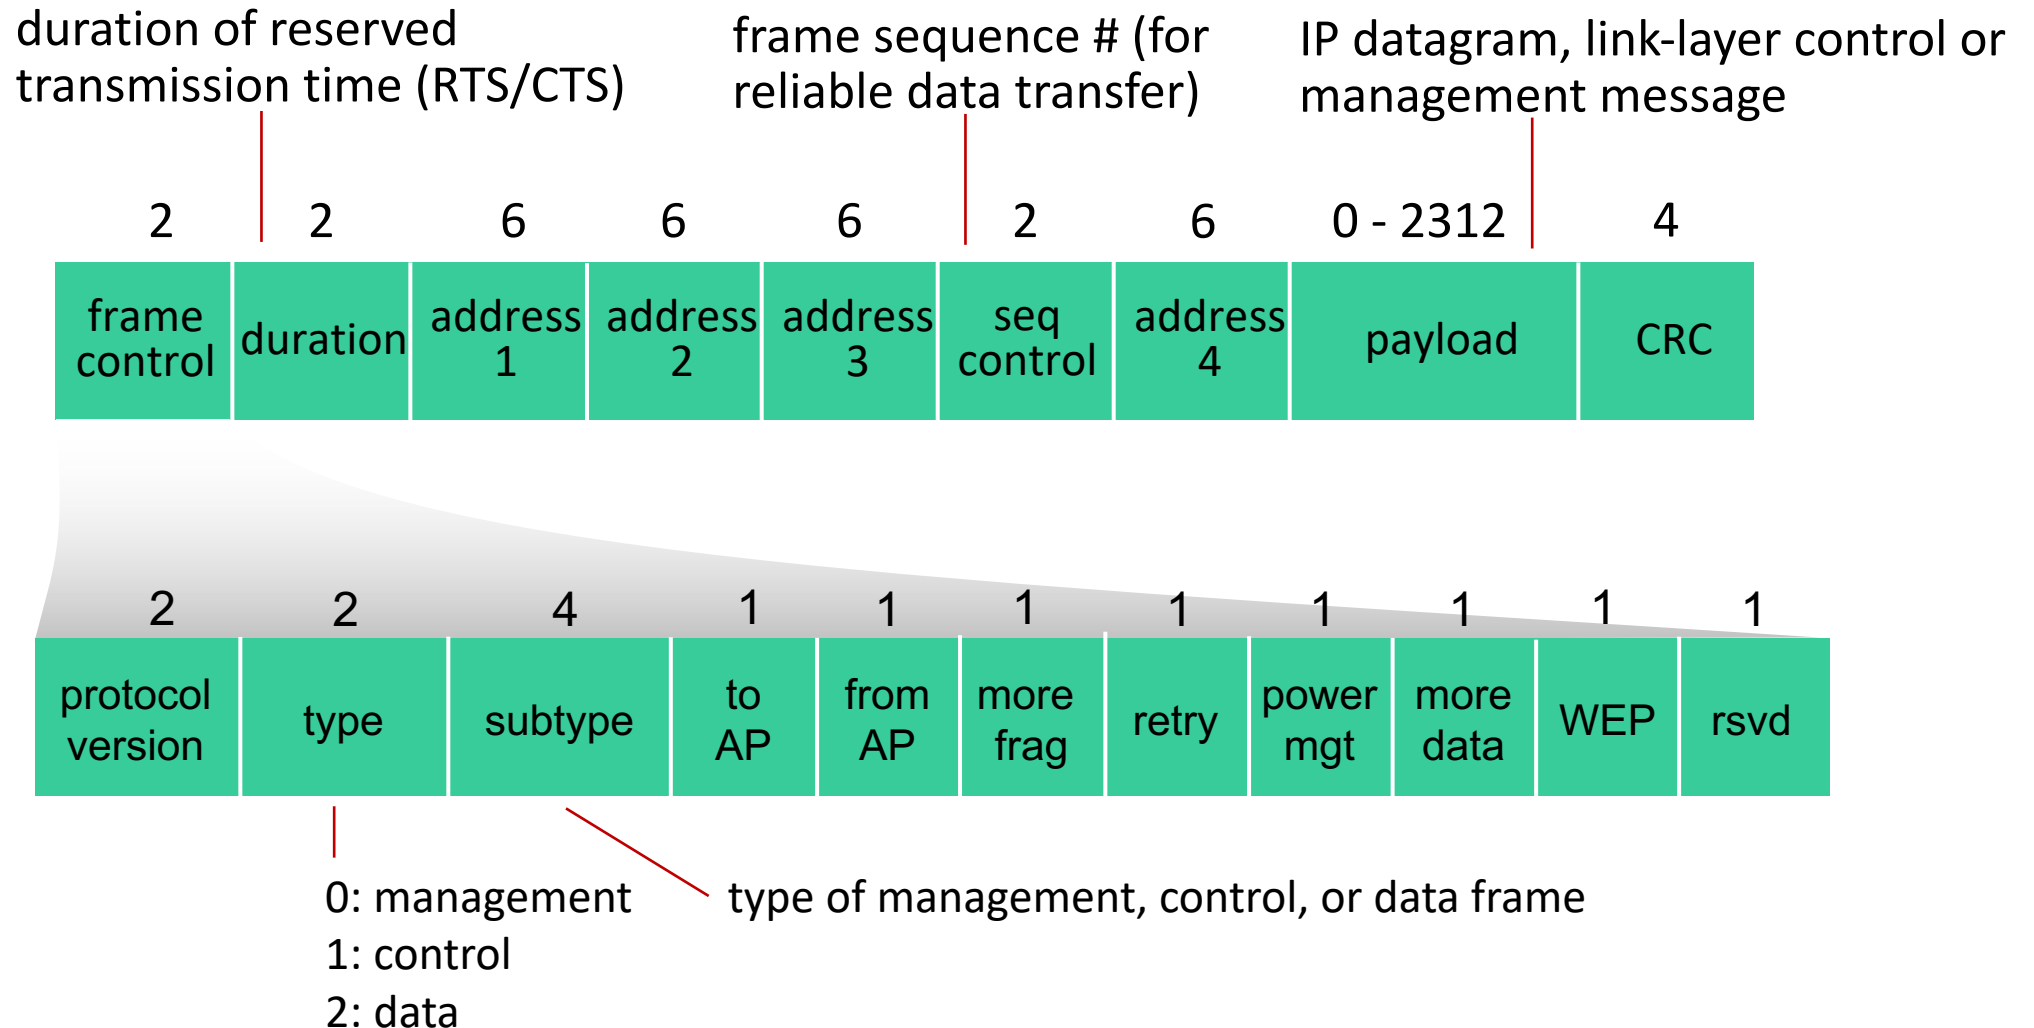 duration of reserved
transmission time (RTS/CTS)
frame sequence # (for
reliable data transfer)
IP datagram, link-layer control or
management message
2 2 6 6 6 2 6 0 - 2312 4
frame
control
duration
address
1
address
2
address
3
seq
control
address
4
payload
CRC
2 2 4 1 1 1 1 1 1 1 1
protocol
version
type
subtype
to
AP
from
AP
more
frag
retry
power
mgt
more
data
WEP
rsvd
0: management
1: control
2: data
type of management, control, or data frame